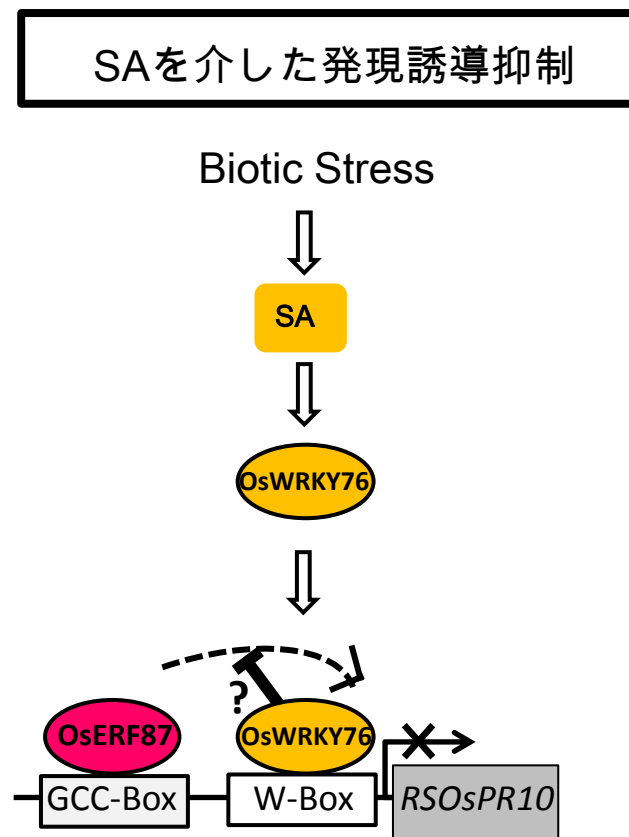 SAを介した発現誘導抑制
Biotic Stress
SA
OsWRKY76
?
OsERF87
OsWRKY76
GCC-Box
W-Box
RSOsPR10